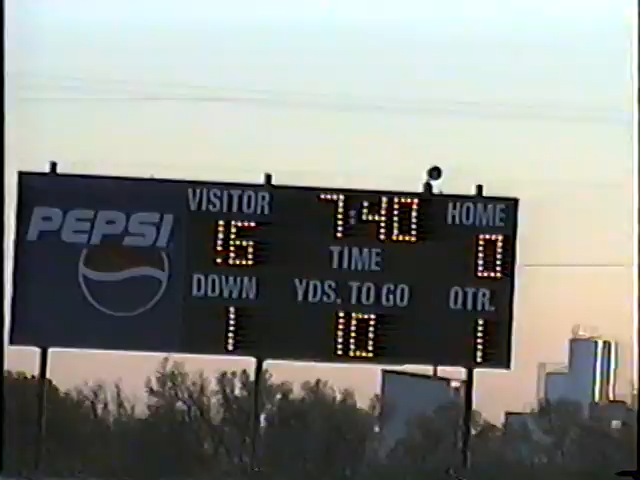 PEPSI
VISITOR 7:40 HOME
16 TIME 0
DOWN YDS. TO GO QTR.
1 10 1